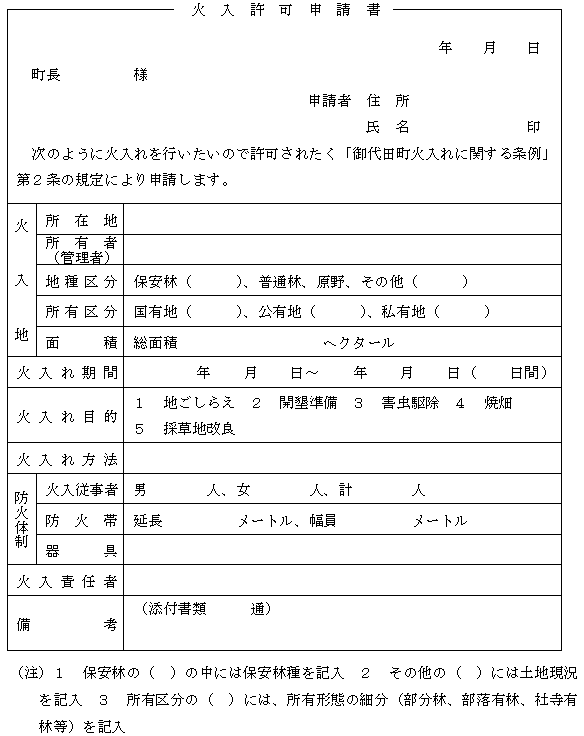 火入許可申請書
年　　月　　日
町長　　　　　様
申請者　住　所
氏　名　　　　　　　　印
次のように火入れを行いたいので許可されたく「御代田町火入れに関する条例」
第２条の規定により申請します。
火入地
所在地
所有者
（管理者）
地種区分　保安林（　　　）、普通林、原野、その他（　　　）
所有区分　国有地（　　　）、公有地（　　　）、私有地（　　　）
面積　総面積　　　　　　　　　　ヘクタール
火入れ期間　年　　月　　日～　　年　　月　　日（　　日間）
火入れ目的　１　地ごしらえ　２　開墾準備　３　害虫駆除　４　焼畑
５　採草地改良
火入れ方法
防火体制
火入従事者　男　　　　人、女　　　　人、計　　　　人
防火帯　延長　　　　　メートル、幅員　　　　　メートル
器具
火入責任者
備考　（添付書類　　　通）
（注）１　保安林の（　）の中には保安林種を記入　２　その他の（　）には土地現況
を記入　３　所有区分の（　）には、所有形態の細分（部分林、部落有林、社寺有
林等）を記入